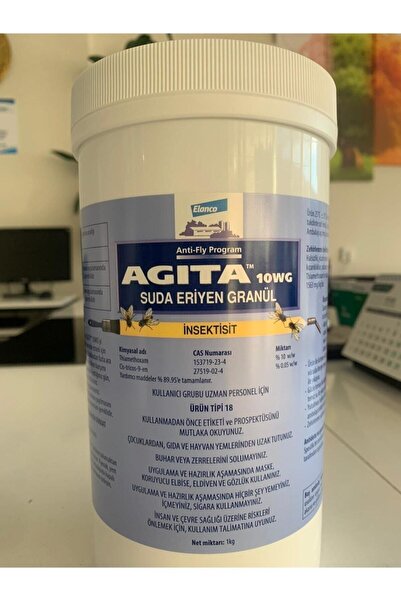 Elanco
Anti-Fly Program
AGITA™ 10WG
SUDA ERİYEN GRANÜL
İNSEKTİSİT
Kimyasal adı CAS Numarası Miktarı
Thiamethoxam 153719-23-4 % 10 w/w
Cis-tricos-9-en 27519-02-4 % 0,05 w/w
Yardımcı maddeler % 89.95'e tamamlanır.
KULLANICI GRUBU UZMAN PERSONEL İÇİN
ÜRÜN TİPİ 18
KULLANMADAN ÖNCE ETİKETİ VE PROSPEKTÜSÜNÜ
MUTLAKA OKUYUNUZ.
ÇOCUKLARDAN, GIDA VE HAYVAN YEMLERİNDEN UZAK TUTUNUZ.
BUHAR VEYA ZERRELERİNİ SOLUMAYINIZ.
UYGULAMA VE HAZIRLIK AŞAMASINDA MASKE,
KORUYUCU ELBİSE, ELDİVEN VE GÖZLÜK KULLANINIZ.
UYGULAMA VE HAZIRLIK AŞAMASINDA HİÇBİR ŞEY YEMEYİNİZ,
İÇMEYİNİZ, SİGARA KULLANMAYINIZ.
İNSAN VE ÇEVRE SAĞLIĞI ÜZERİNE RİSKLERİ
ÖNLEMEK İÇİN, KULLANIM TALİMATINA UYUNUZ.
Net miktarı: 1kg